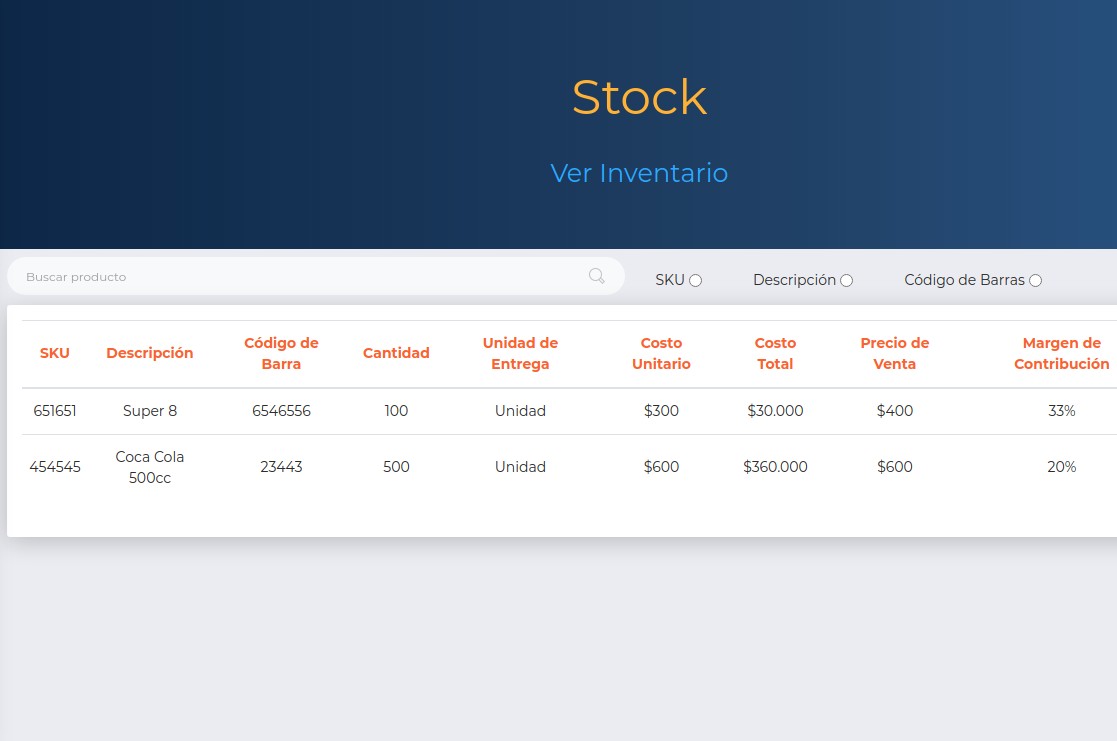 Stock
Ver Inventario
Buscar producto
SKU Descripción Código de Barras
SKU Descripción Código de Barra Cantidad Unidad de Entrega Costo Unitario Costo Total Precio de Venta Margen de Contribución
651651 Super 8 6546556 100 Unidad $300 $30.000 $400 33%
454545 Coca Cola 500cc 23443 500 Unidad $600 $360.000 $600 20%